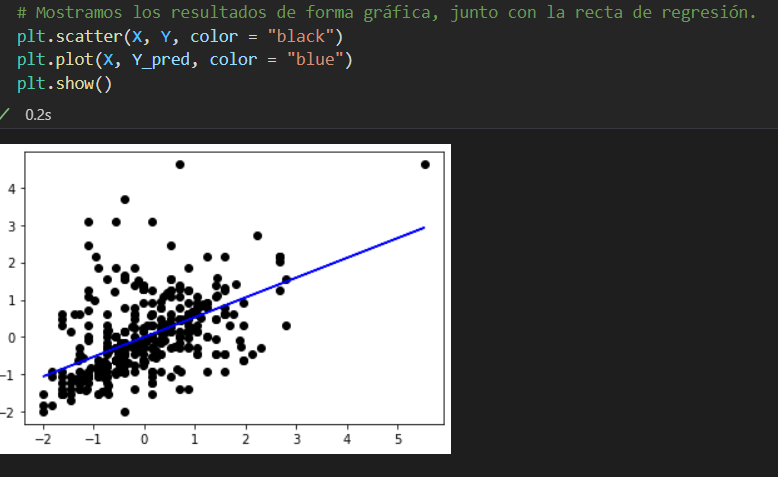 # Mostramos los resultados de forma gráfica, junto con la recta de regresión.
plt.scatter(X, Y, color = "black")
plt.plot(X, Y_pred, color = "blue")
plt.show()
0.2s
4
3
2
1
0
−1
−2
−2 −1 0 1 2 3 4 5